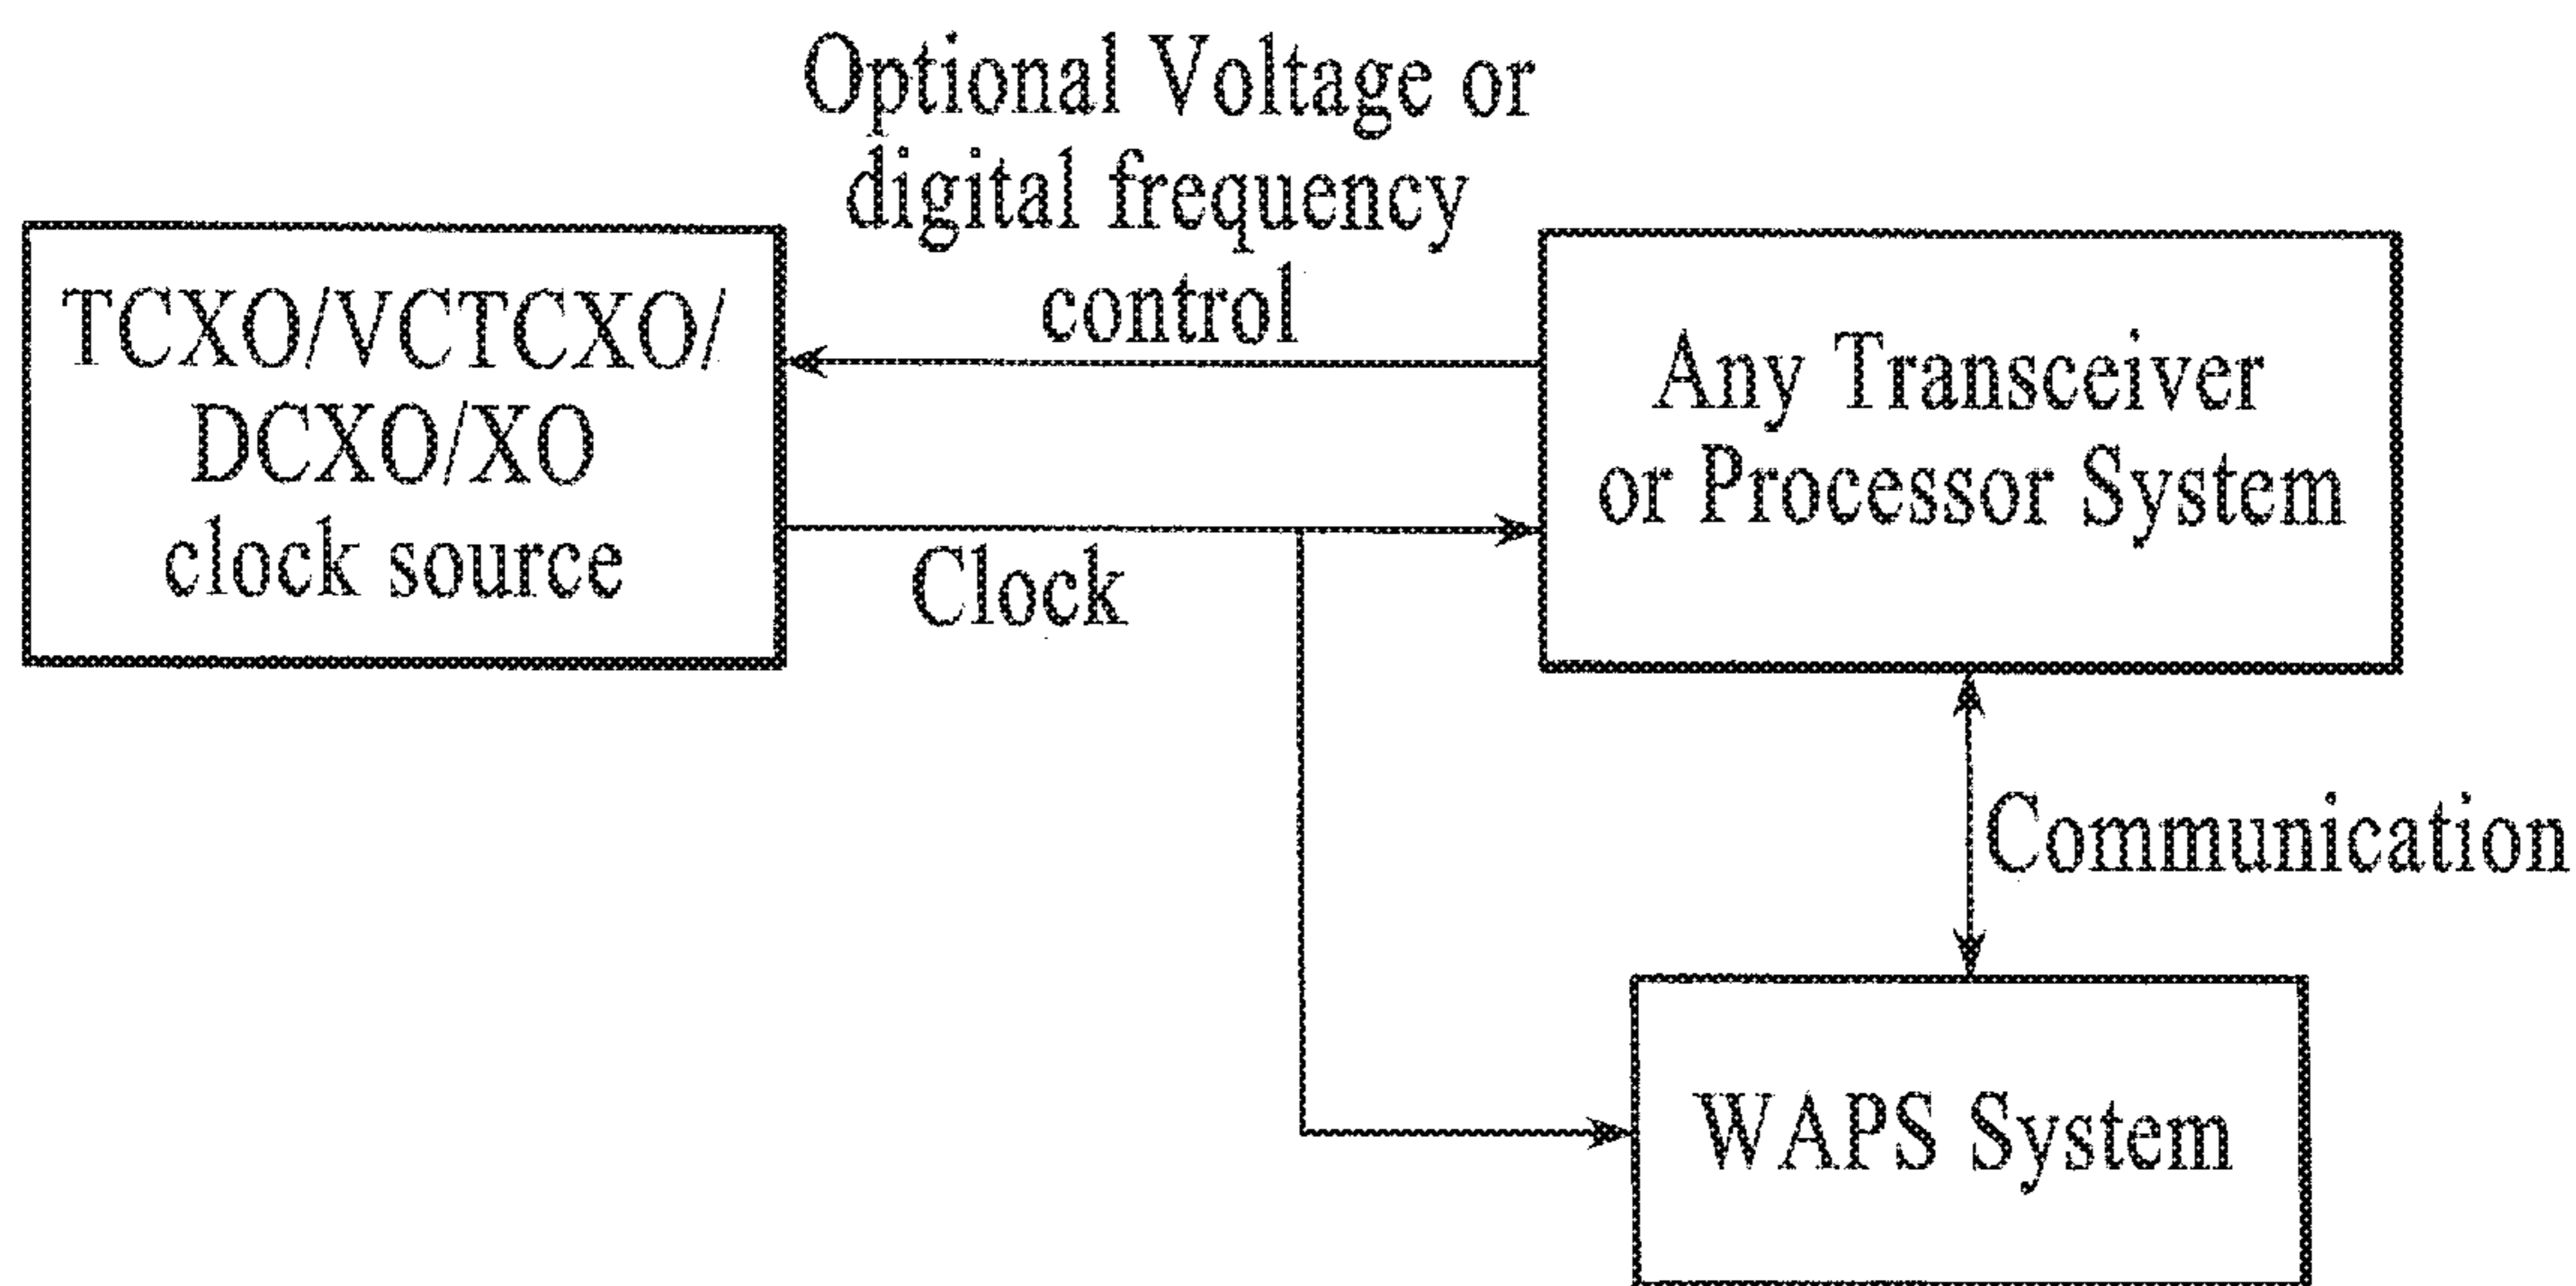 Optional Voltage or
digital frequency
control
TCXO/VCTCXO/
DCXO/XO
clock source
Any Transceiver
or Processor System
Clock
Communication
WAPS System